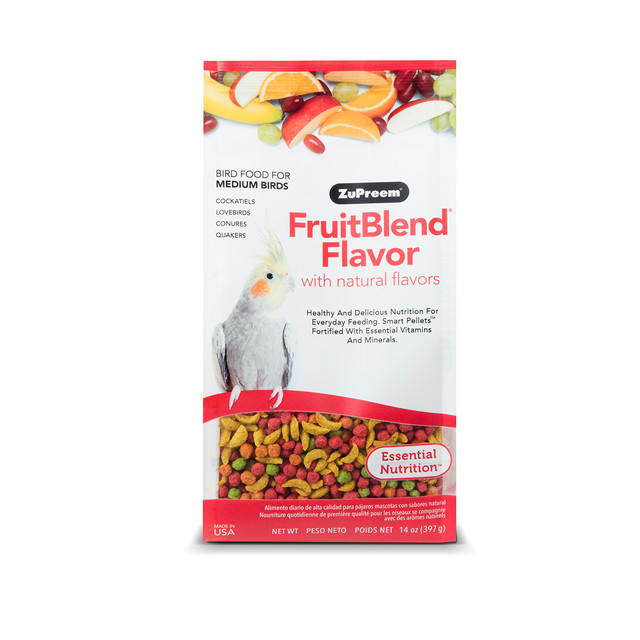 BIRD FOOD FOR
MEDIUM BIRDS
COCKATIELS
LOVEBIRDS
CONURES
QUAKERS
ZuPreem®
FruitBlend®
Flavor
with natural flavors
Healthy And Delicious Nutrition For
Everyday Feeding. Smart Pellets™
Fortified With Essential Vitamins
And Minerals.
Essential
Nutrition™
Alimento diario de alta calidad para pájaros mascotas con sabores natural
Nourriture quotidienne de première qualité pour les oiseaux se compagnie
avec des arômes naturels
MADE IN
USA
NET WT PESO NETO POIDS NET 14 oz (397 g)